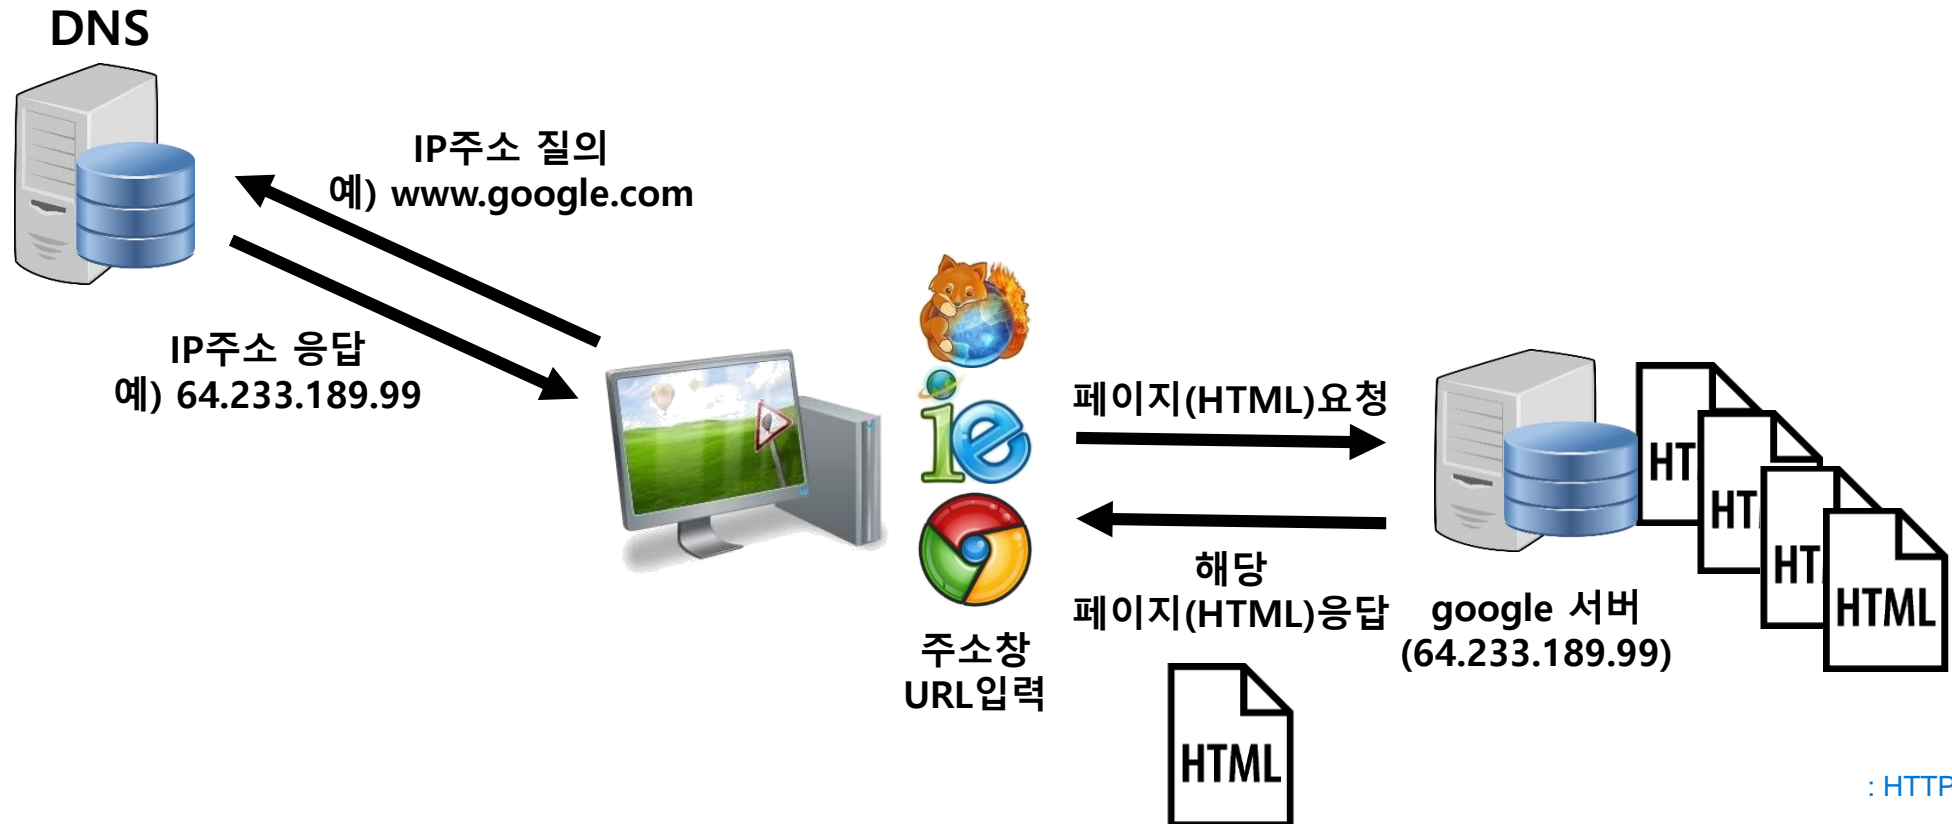 DNS
IP주소 질의
예) www.google.com
IP주소 응답
예) 64.233.189.99
주소창
URL입력
페이지(HTML)요청
해당
페이지(HTML)응답
HTML
google 서버
(64.233.189.99)
HT
HT
HT
HTML
: HTTP